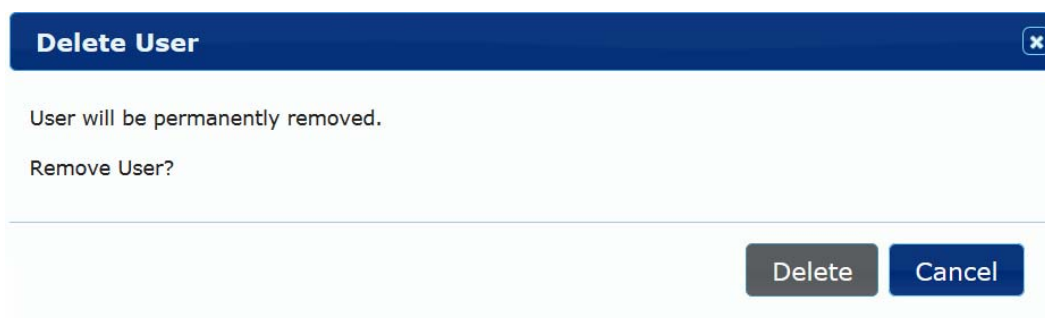 Delete User
User will be permanently removed.
Remove User?
Delete Cancel